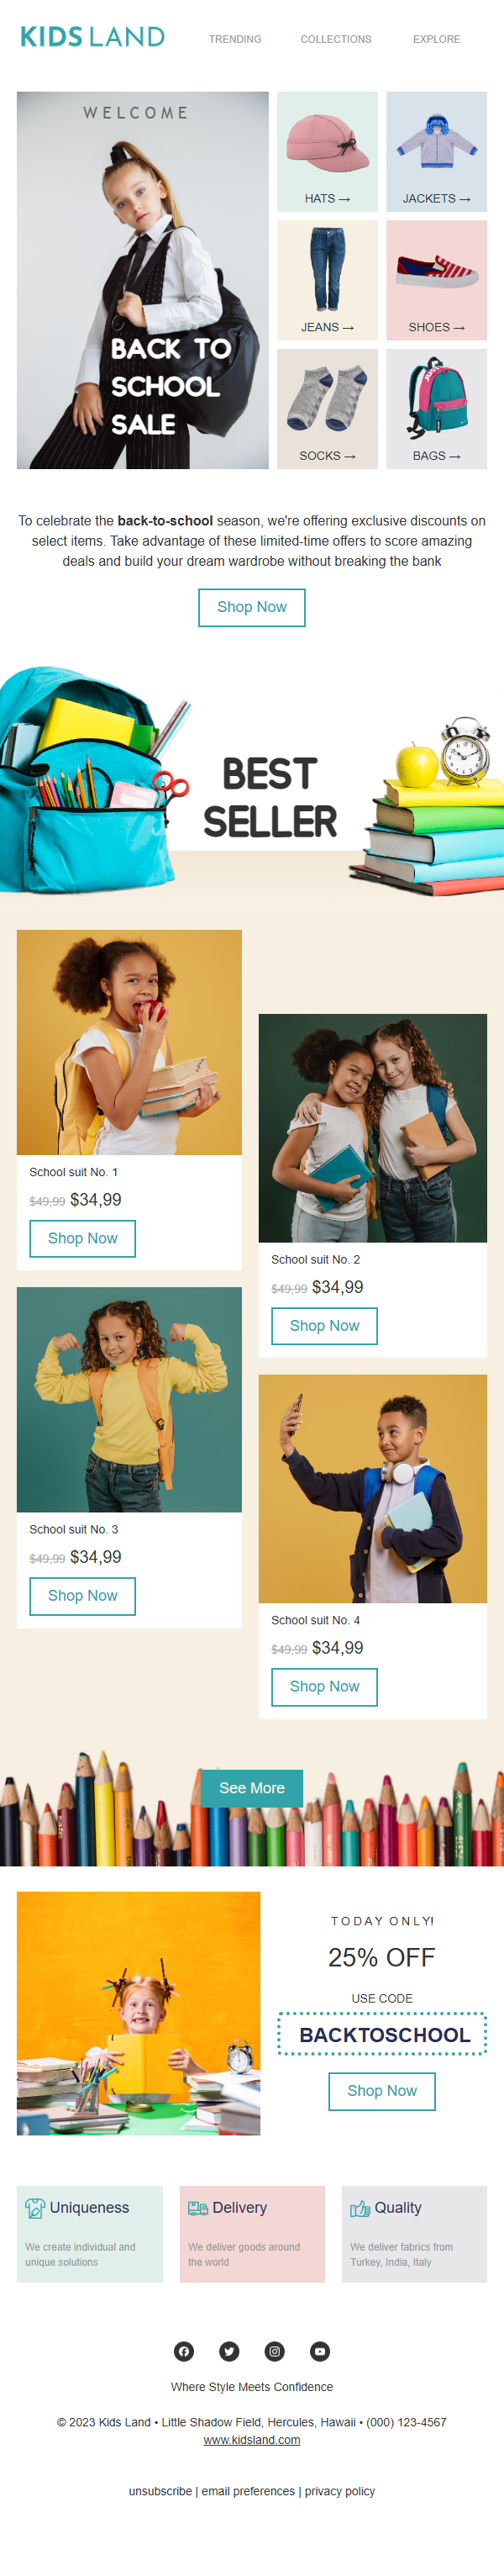 KIDS LAND
TRENDING
COLLECTIONS
EXPLORE
WELCOME
BACK TO
SCHOOL
SALE
HATS →
JACKETS →
JEANS →
SHOES →
SOCKS →
BAGS →
To celebrate the back-to-school season, we're offering exclusive discounts on
select items. Take advantage of these limited-time offers to score amazing
deals and build your dream wardrobe without breaking the bank
Shop Now
BEST
SELLER
School suit No. 1
$49,99 $34,99
Shop Now
School suit No. 2
$49,99 $34,99
Shop Now
School suit No. 3
$49,99 $34,99
Shop Now
School suit No. 4
$49,99 $34,99
Shop Now
See More
TODAY ONLY!
25% OFF
USE CODE
BACKTOSCHOOL
Shop Now
Uniqueness
We create individual and
unique solutions
Delivery
We deliver goods around
the world
Quality
We deliver fabrics from
Turkey, India, Italy
Where Style Meets Confidence
© 2023 Kids Land • Little Shadow Field, Hercules, Hawaii • (000) 123-4567
www.kidsland.com
unsubscribe | email preferences | privacy policy